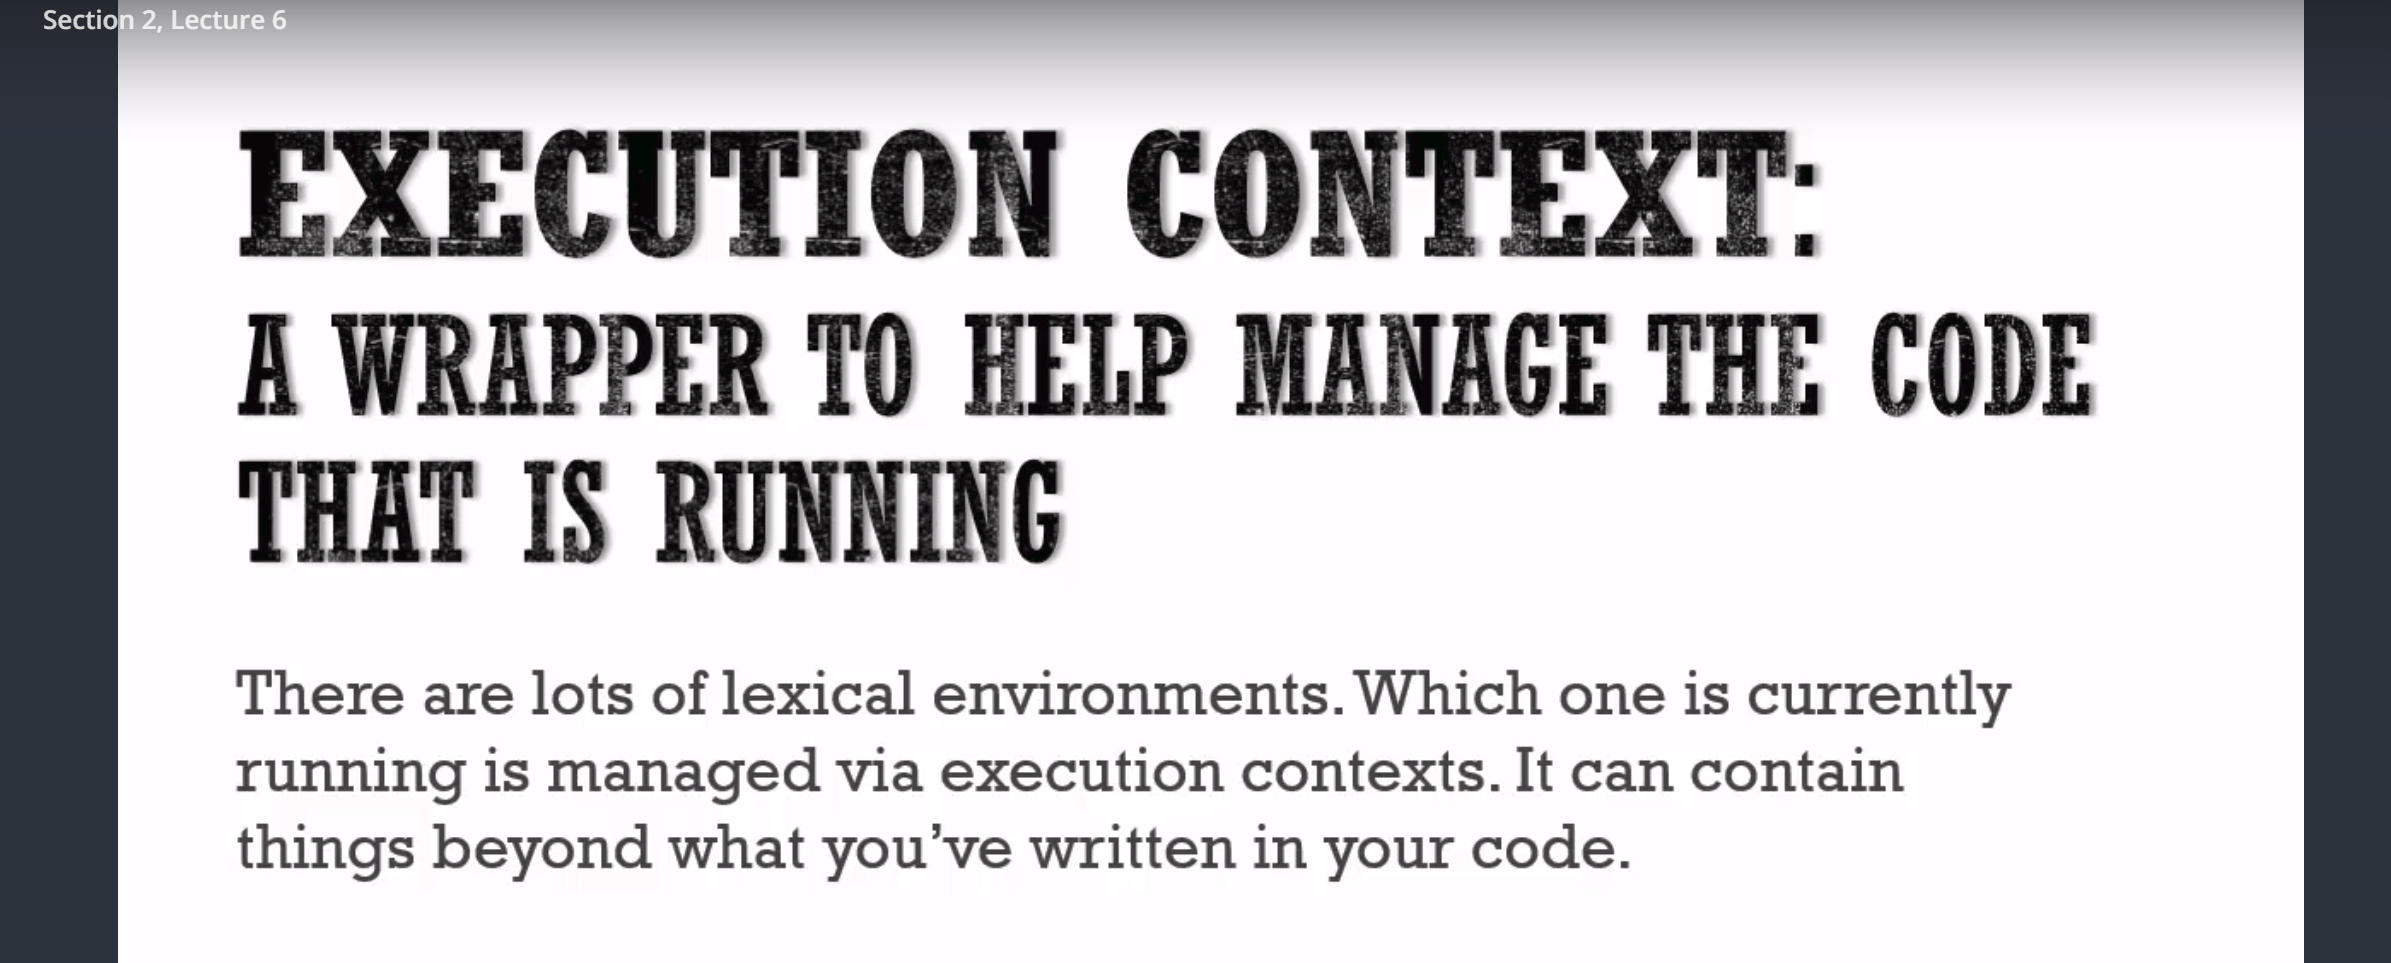 Section 2, Lecture 6
EXECUTION CONTEXT:
A WRAPPER TO HELP MANAGE THE CODE
THAT IS RUNNING
There are lots of lexical environments. Which one is currently
running is managed via execution contexts. It can contain
things beyond what you’ve written in your code.